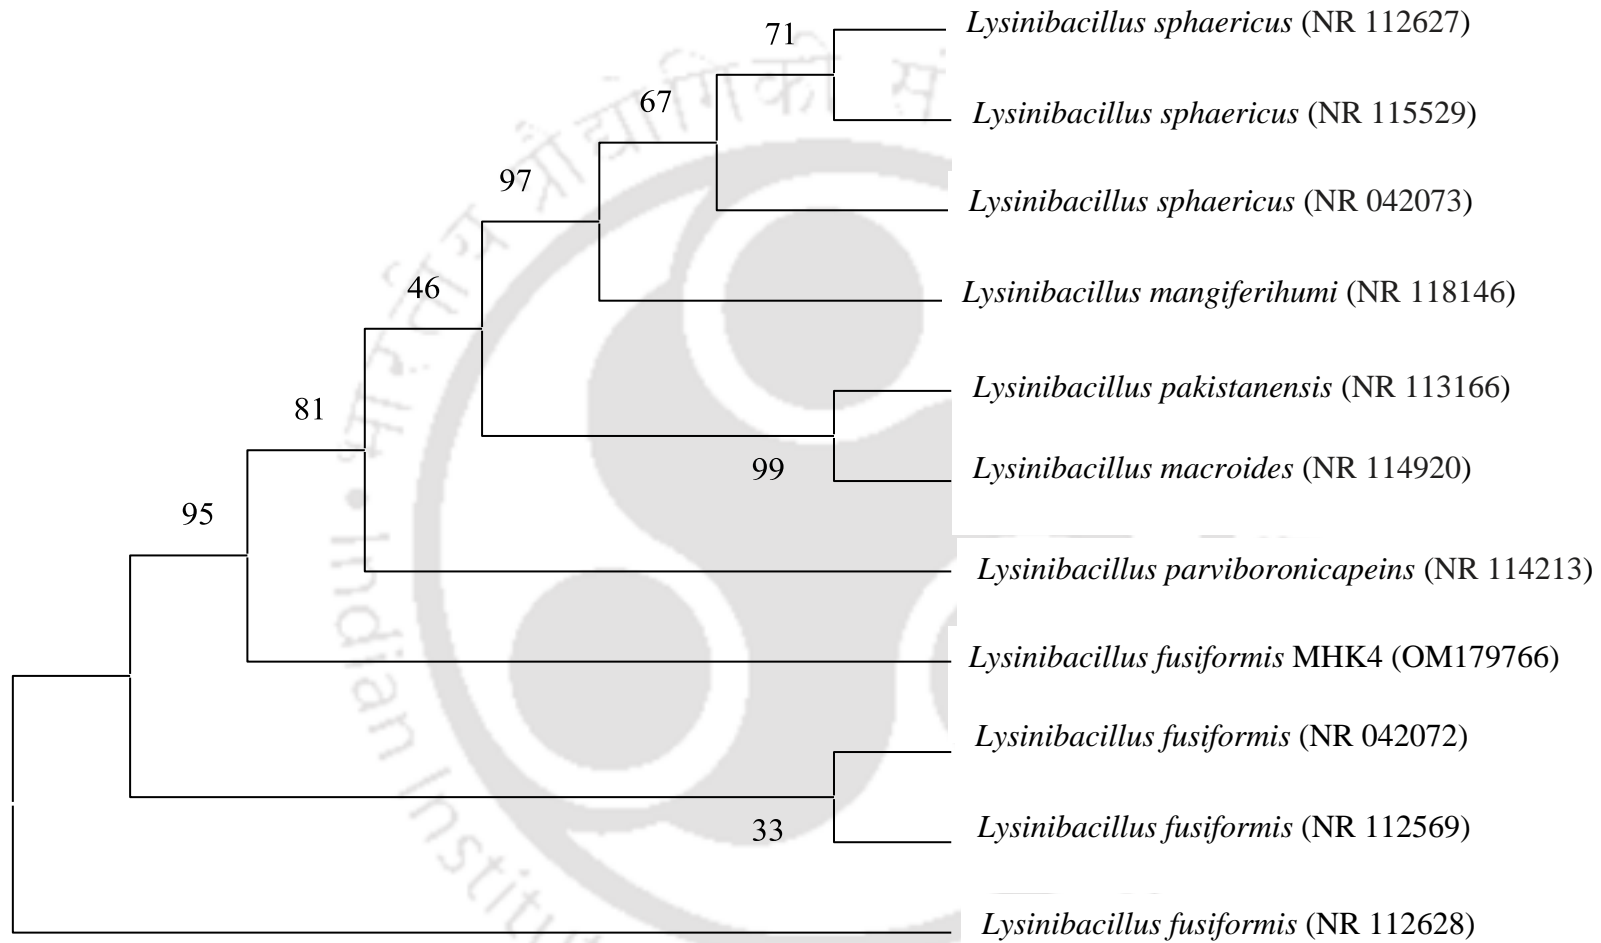 71
Lysinibacillus sphaericus (NR 112627)
67
Lysinibacillus sphaericus (NR 115529)
97
Lysinibacillus sphaericus (NR 042073)
46
Lysinibacillus mangiferihumi (NR 118146)
81
Lysinibacillus pakistanensis (NR 113166)
99
Lysinibacillus macroides (NR 114920)
95
Lysinibacillus parviboronicapeins (NR 114213)
Lysinibacillus fusiformis MHK4 (OM179766)
Lysinibacillus fusiformis (NR 042072)
33
Lysinibacillus fusiformis (NR 112569)
Lysinibacillus fusiformis (NR 112628)
भारतीय प्रौद्योगिकी
Indian